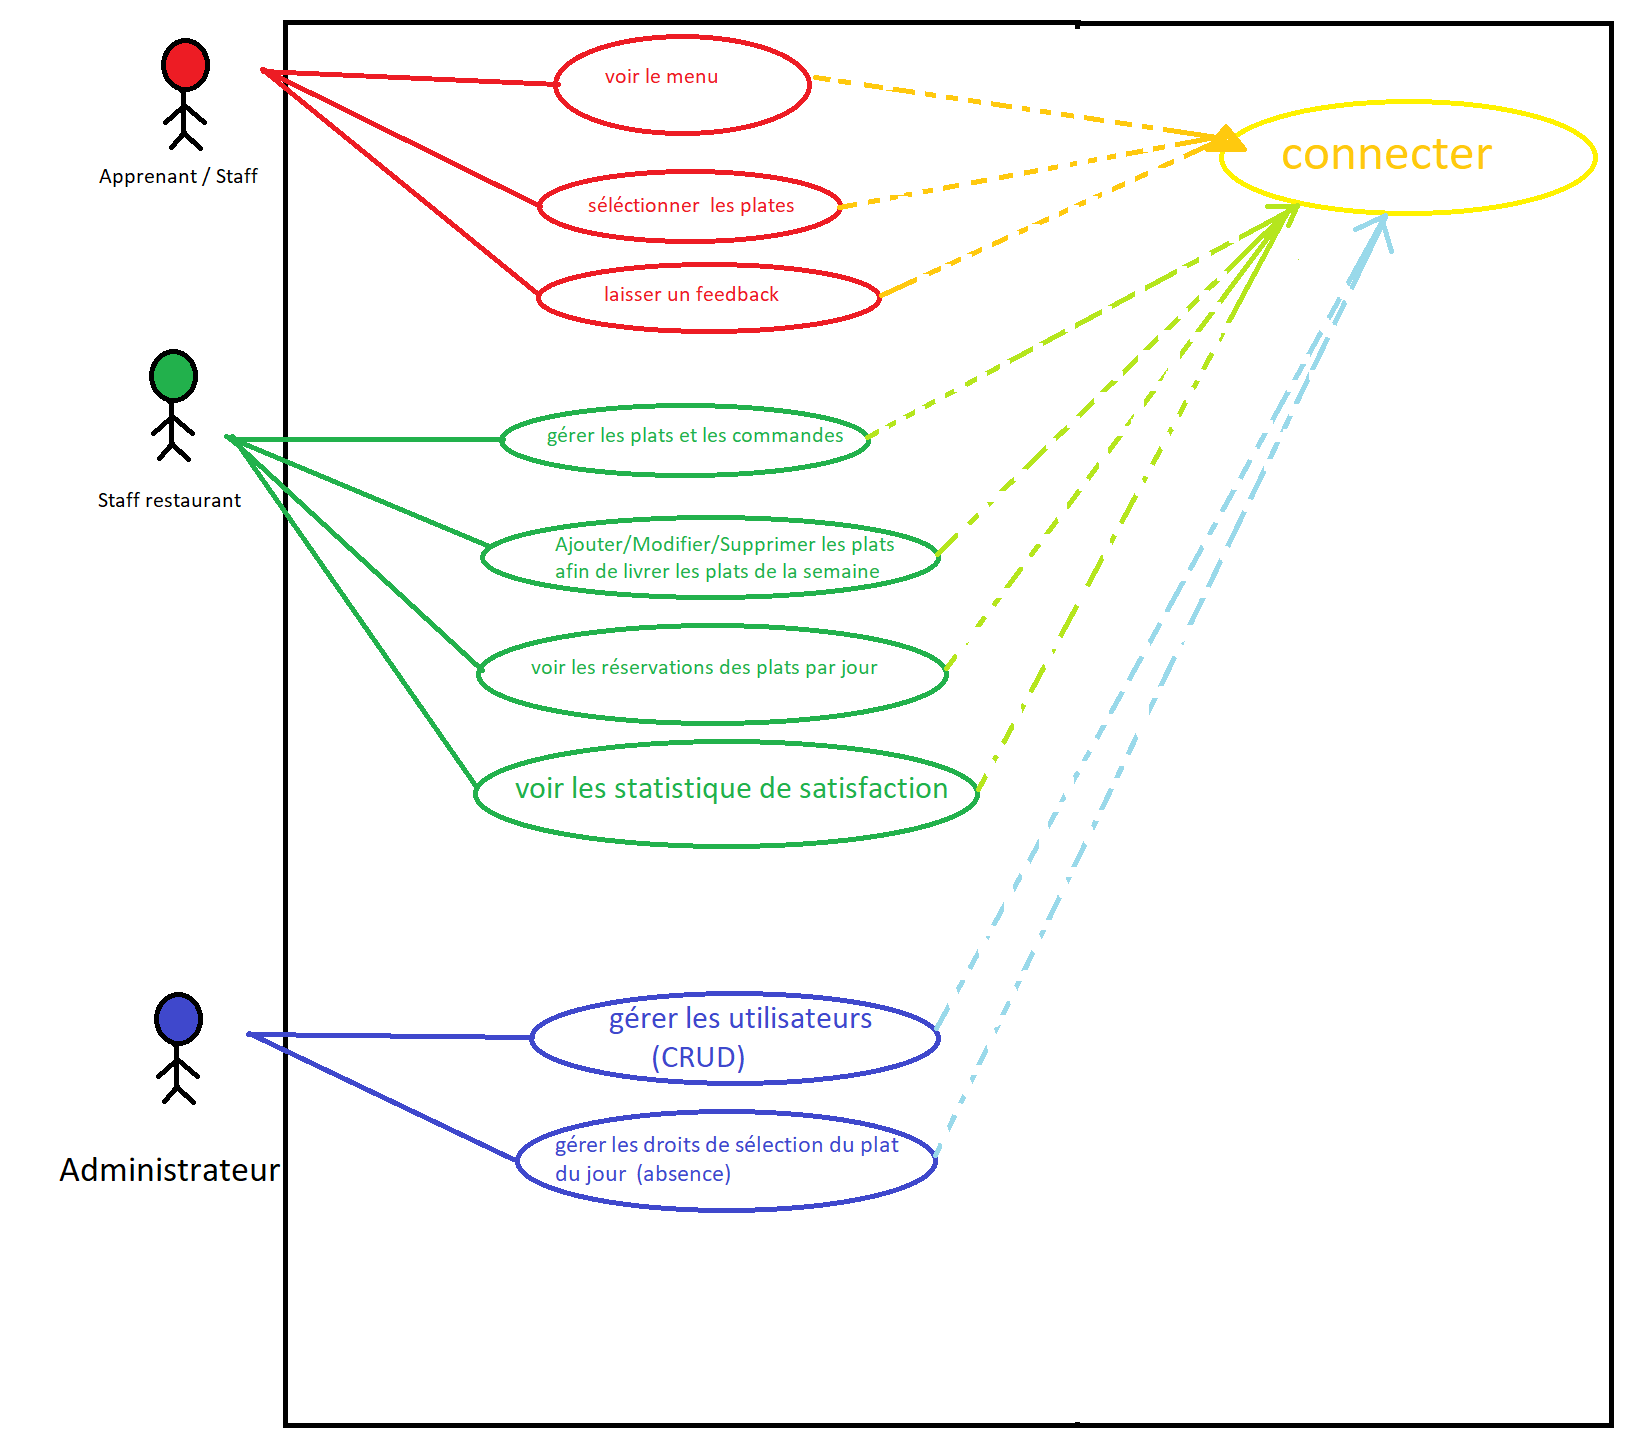 voir le menu
connecter
Apprenant / Staff
séléctionner  les plates
laisser un feedback
gérer les plats et les commandes
Staff restaurant
Ajouter/Modifier/Supprimer les plats
afin de livrer les plats de la semaine
voir les réservations des plats par jour
voir les statistique de satisfaction
gérer les utilisateurs
(CRUD)
Administrateur
gérer les droits de sélection du plat
du jour  (absence)